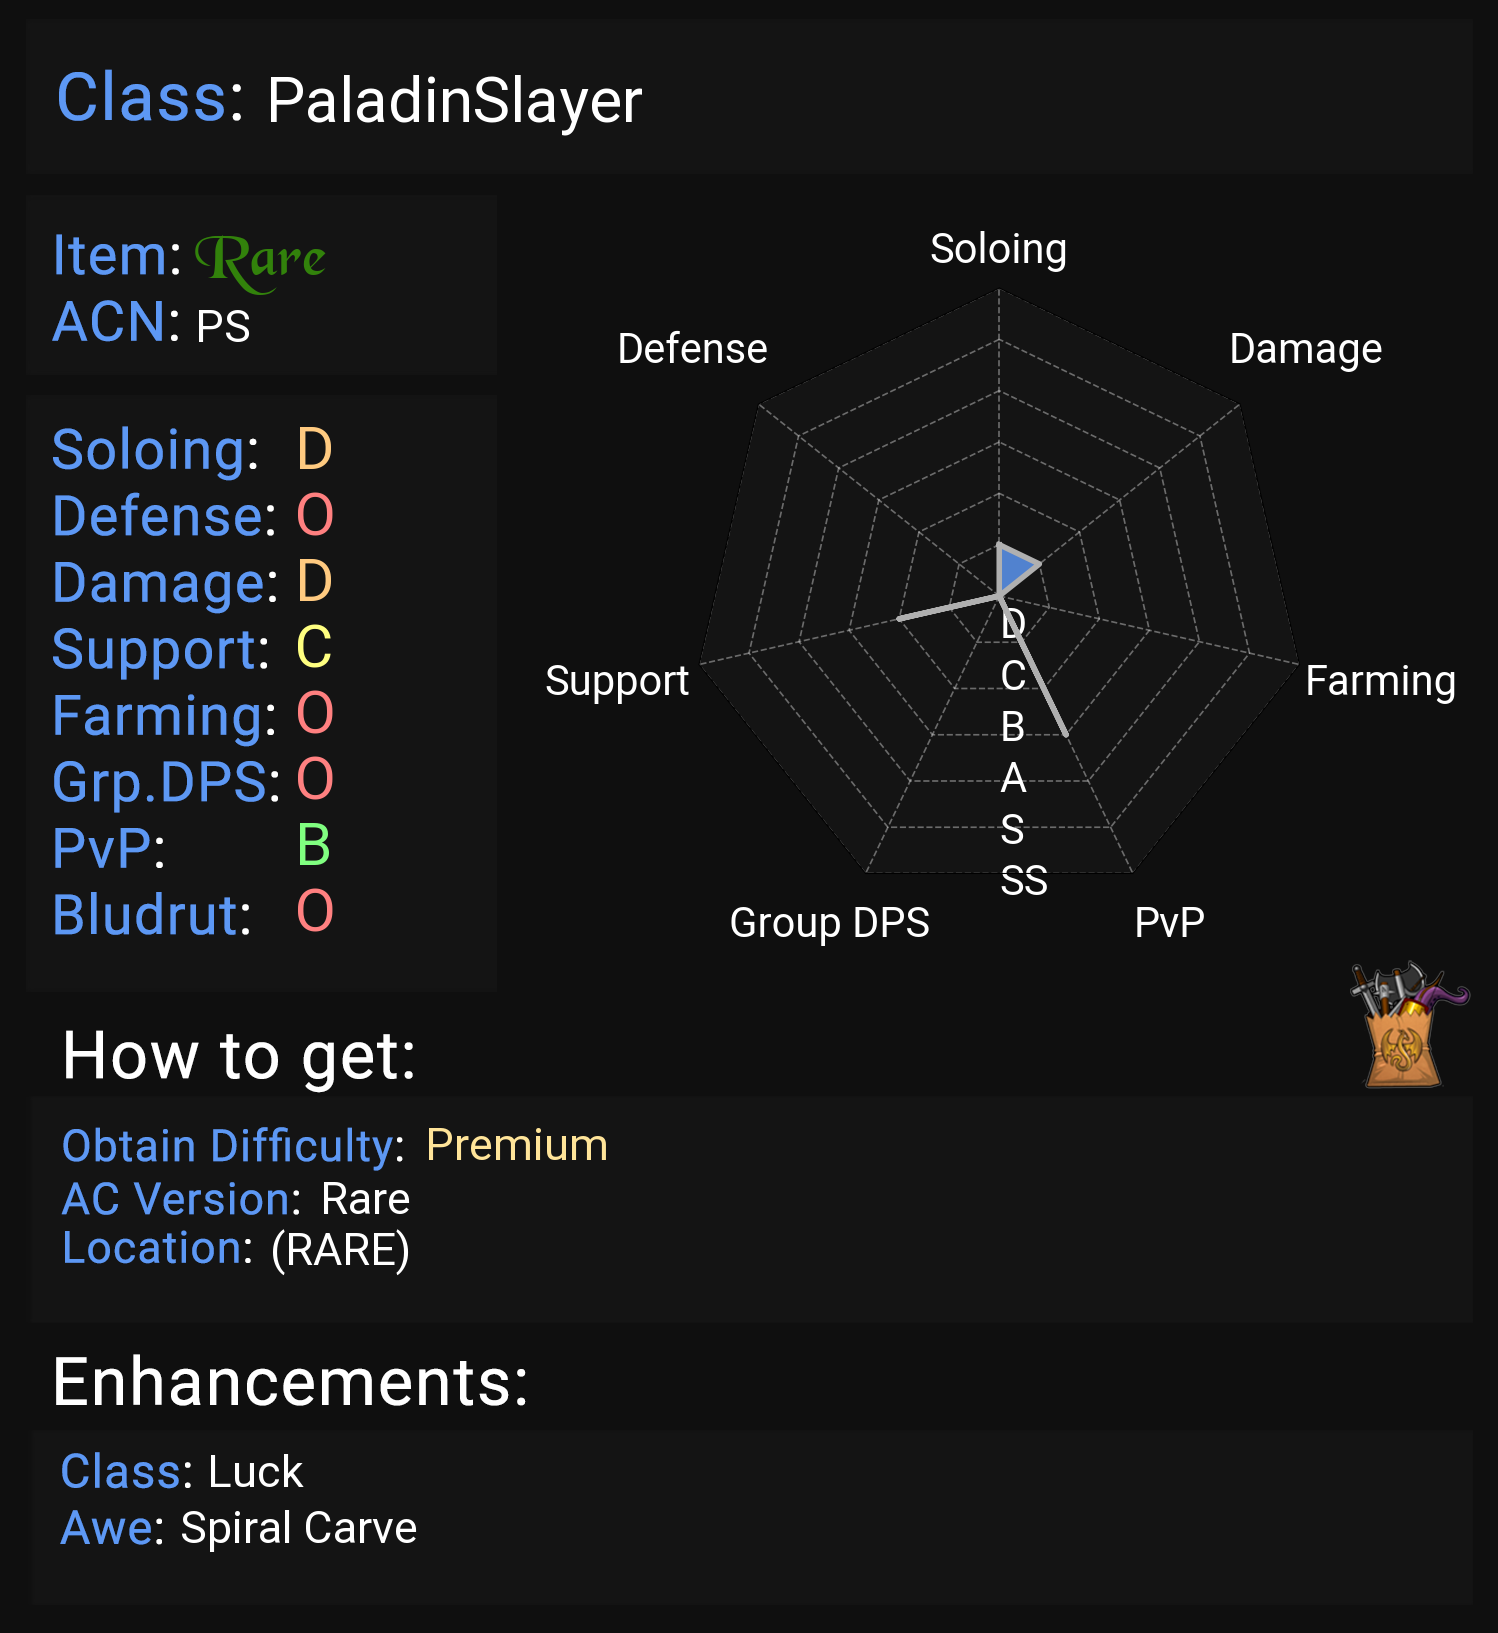 Class: PaladinSlayer
Item: Rare
ACN: PS
Soloing: D
Defense: O
Damage: D
Support: C
Farming: O
Grp.DPS: O
PvP: B
Bludrut: O
Soloing
Defense
Damage
Support
Farming
Group DPS
PvP
D
C
B
A
S
SS
How to get:
Obtain Difficulty: Premium
AC Version: Rare
Location: (RARE)
Enhancements:
Class: Luck
Awe: Spiral Carve